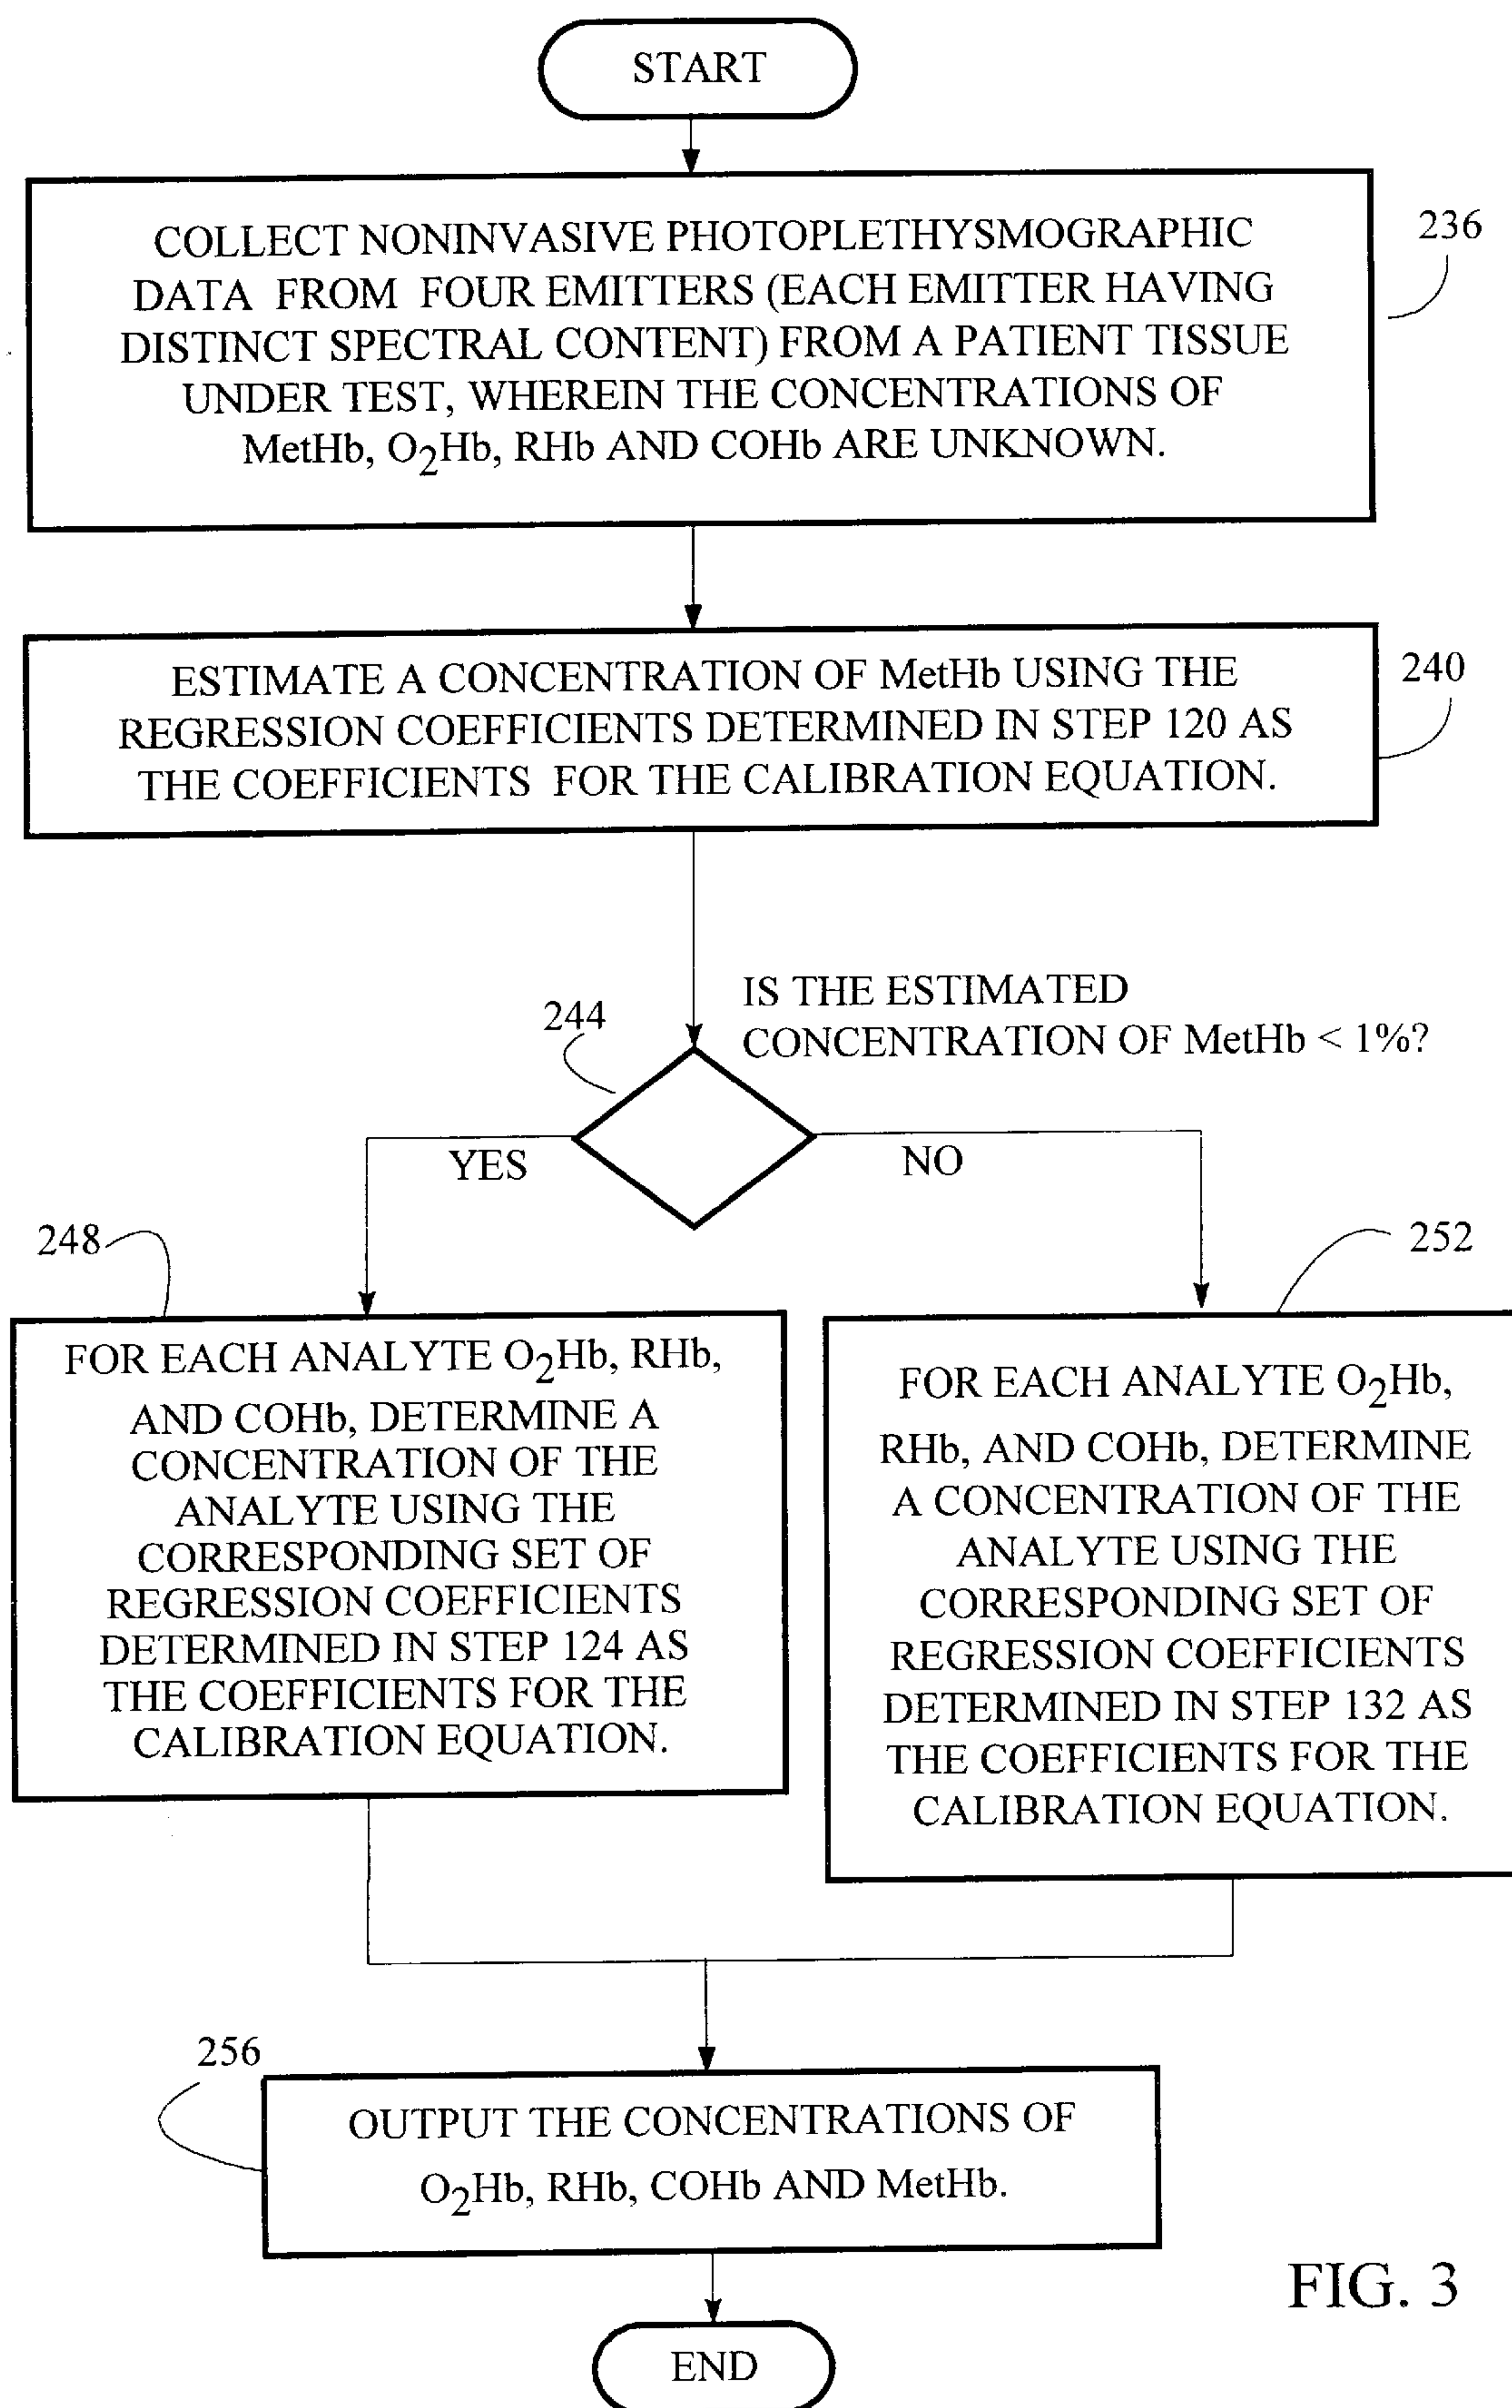 START
COLLECT NONINVASIVE PHOTOPLETHYSMOGRAPHIC
DATA FROM FOUR EMITTERS (EACH EMITTER HAVING
DISTINCT SPECTRAL CONTENT) FROM A PATIENT TISSUE
UNDER TEST, WHEREIN THE CONCENTRATIONS OF
MetHb, O2Hb, RHb AND COHb ARE UNKNOWN.
236
ESTIMATE A CONCENTRATION OF MetHb USING THE
REGRESSION COEFFICIENTS DETERMINED IN STEP 120 AS
THE COEFFICIENTS FOR THE CALIBRATION EQUATION.
240
IS THE ESTIMATED
CONCENTRATION OF MetHb < 1%?
244
YES
NO
248
252
FOR EACH ANALYTE O2Hb, RHb,
AND COHb, DETERMINE A
CONCENTRATION OF THE
ANALYTE USING THE
CORRESPONDING SET OF
REGRESSION COEFFICIENTS
DETERMINED IN STEP 124 AS
THE COEFFICIENTS FOR THE
CALIBRATION EQUATION.
FOR EACH ANALYTE O2Hb,
RHb, AND COHb, DETERMINE
A CONCENTRATION OF THE
ANALYTE USING THE
CORRESPONDING SET OF
REGRESSION COEFFICIENTS
DETERMINED IN STEP 132 AS
THE COEFFICIENTS FOR THE
CALIBRATION EQUATION.
256
OUTPUT THE CONCENTRATIONS OF
O2Hb, RHb, COHb AND MetHb.
FIG. 3
END